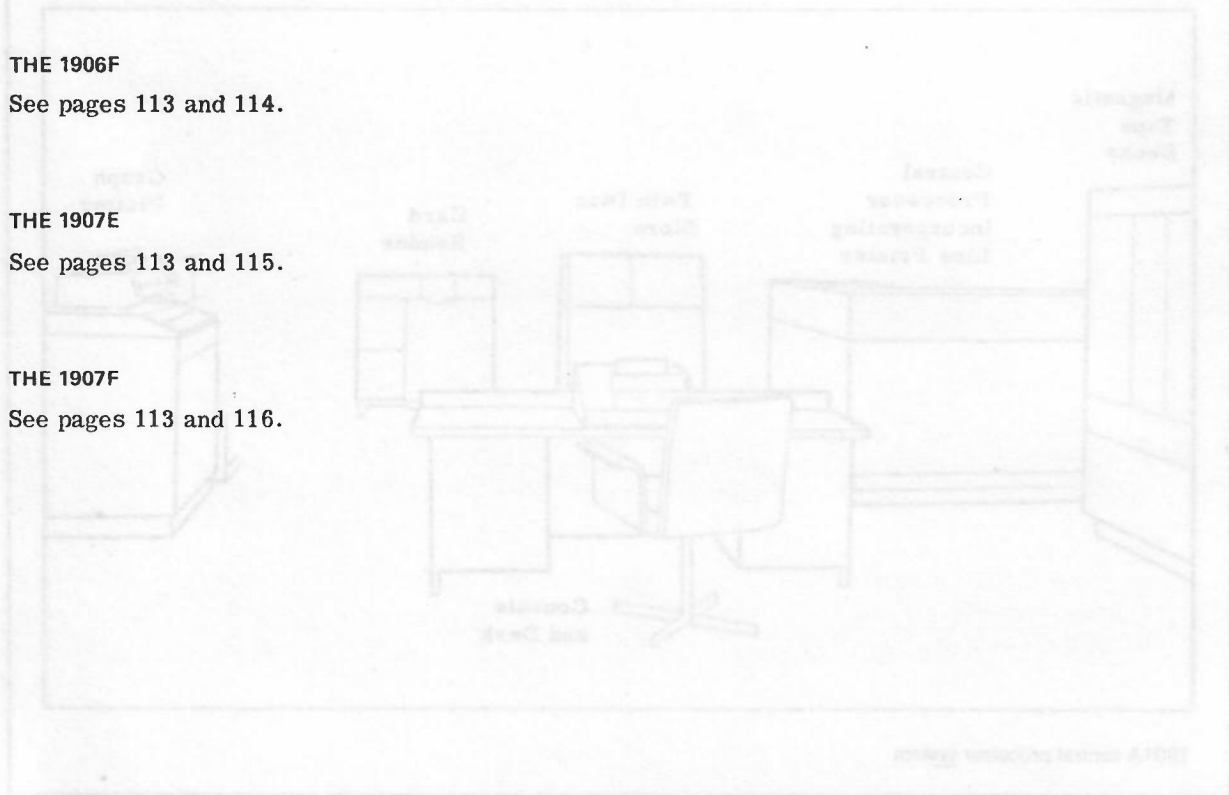 THE 1906F
See pages 113 and 114.
THE 1907E
See pages 113 and 115.
THE 1907F
See pages 113 and 116.